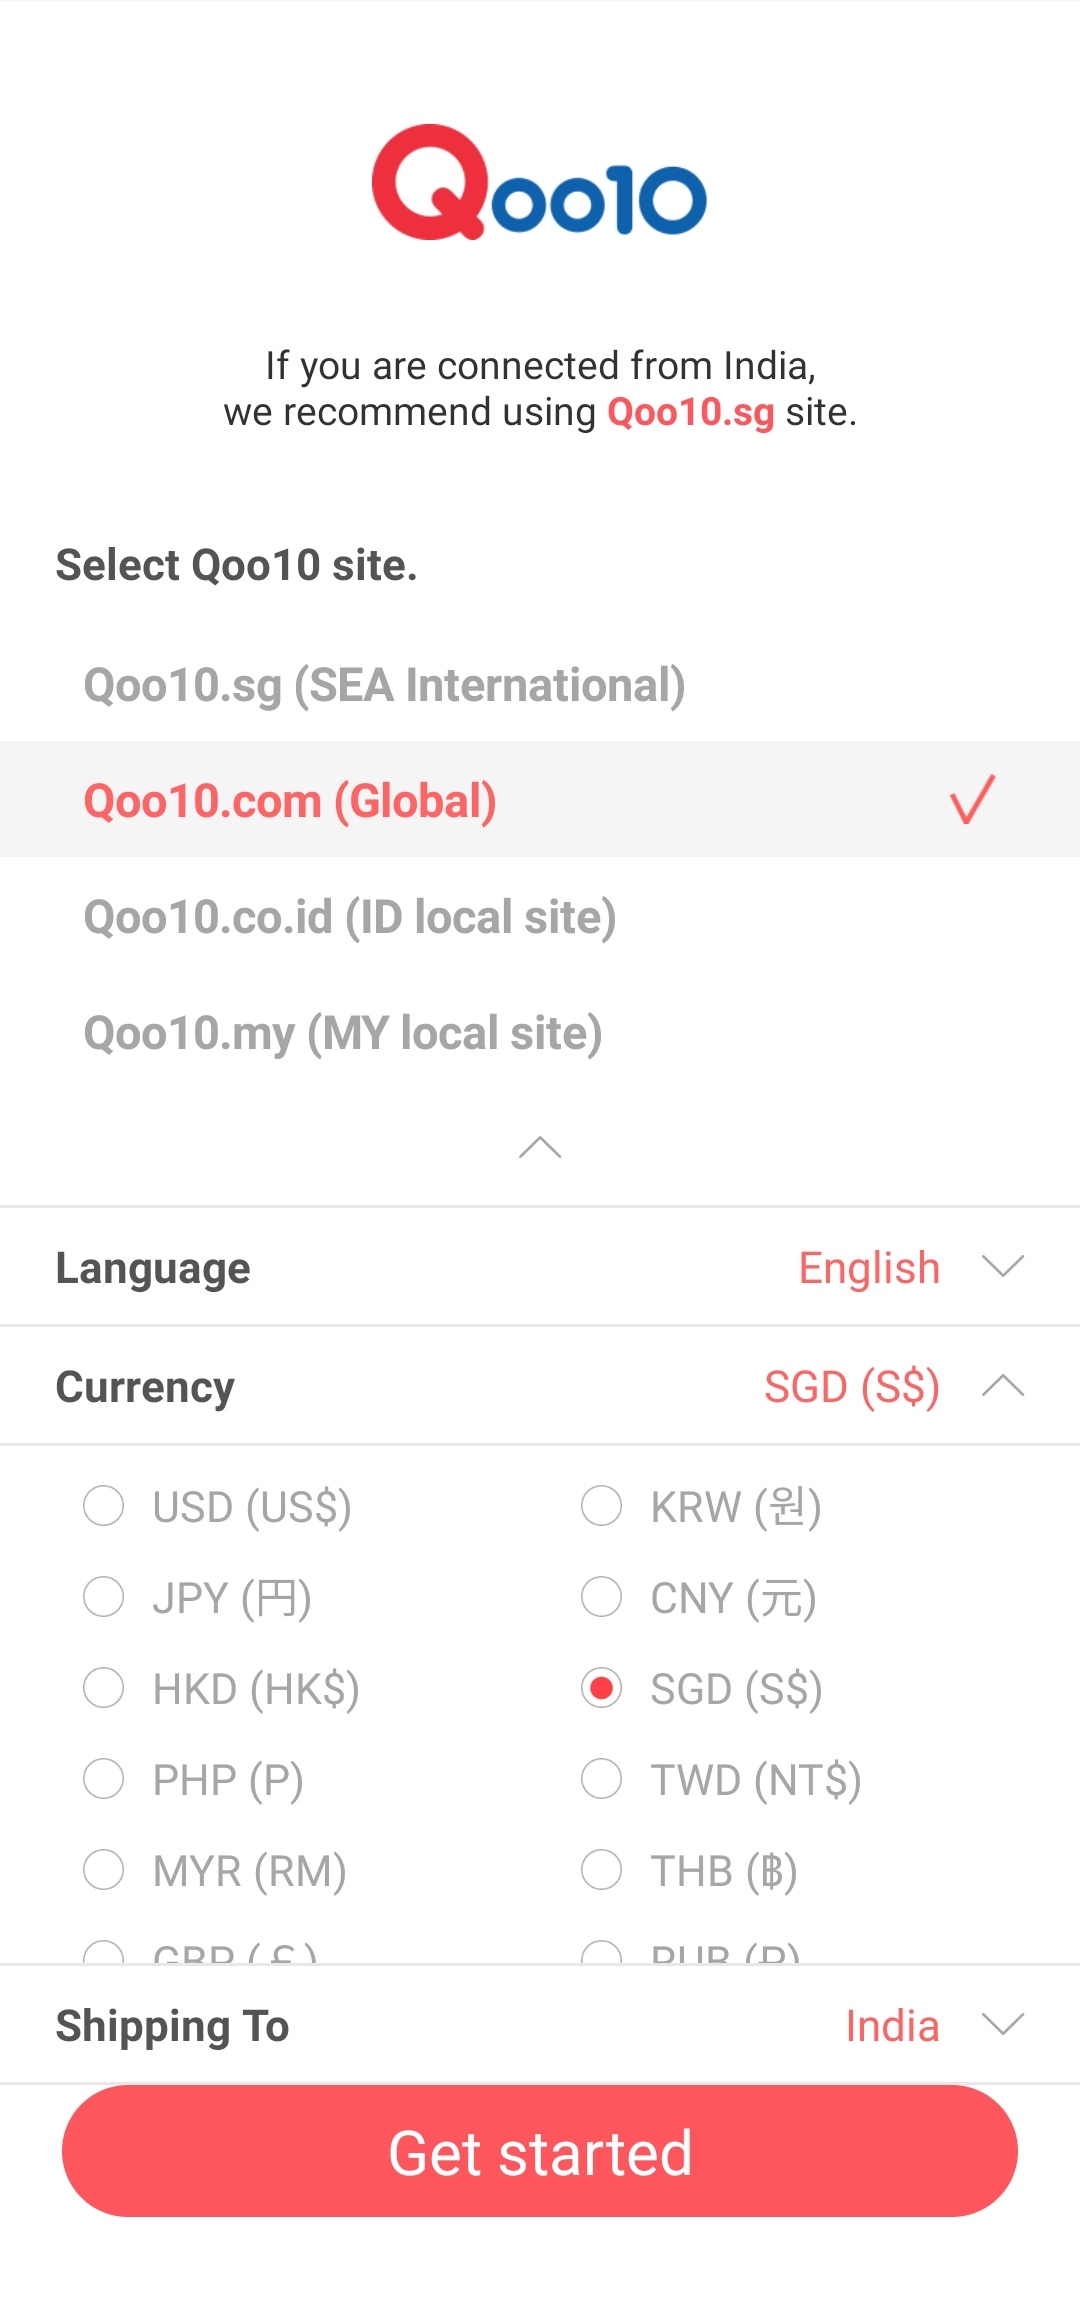 Qoo10
If you are connected from India,
we recommend using Qoo10.sg site.
Select Qoo10 site.
Qoo10.sg (SEA International)
Qoo10.com (Global)
Qoo10.co.id (ID local site)
Qoo10.my (MY local site)
Language English
Currency SGD (S$)
USD (US$) KRW (원)
JPY (円) CNY (元)
HKD (HK$) SGD (S$)
PHP (P) TWD (NT$)
MYR (RM) THB (฿)
GBP (£) RUB (₽)
Shipping To India
Get started